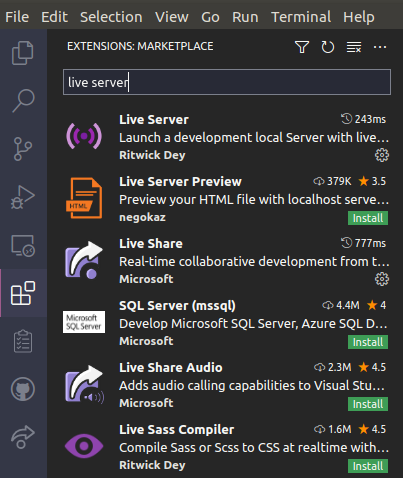 File Edit Selection View Go Run Terminal Help
EXTENSIONS: MARKETPLACE
live server
Live Server 243ms
Launch a development local Server with live...
Ritwick Dey
Live Server Preview 379K 3.5
Preview your HTML file with localhost serve...
negokaz Install
Live Share 777ms
Real-time collaborative development from t...
Microsoft
Microsoft
SQL Server
SQL Server (mssql) 4.4M 4
Develop Microsoft SQL Server, Azure SQL D...
Microsoft Install
Live Share Audio 2.3M 4.5
Adds audio calling capabilities to Visual Stu...
Microsoft Install
Live Sass Compiler 1.6M 4.5
Compile Sass or Scss to CSS at realtime with...
Ritwick Dey Install
HTML